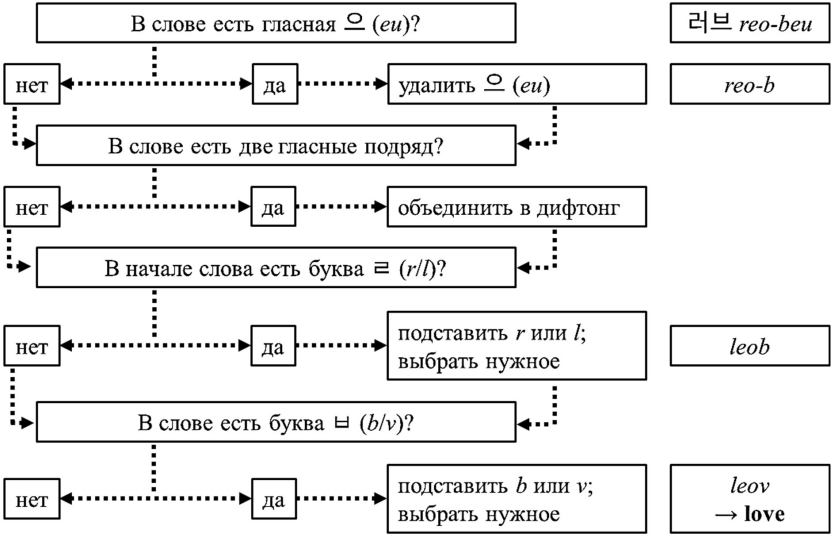 В слове есть гласная 으 (eu)?
러브 reo-beu
нет
да
удалить 으 (eu)
reo-b
В слове есть две гласные подряд?
нет
да
объединить в дифтонг
В начале слова есть буква ㄹ (r/l)?
нет
да
подставить r или l;
выбрать нужное
leob
В слове есть буква ㅂ (b/v)?
нет
да
подставить b или v;
выбрать нужное
leov
→ love